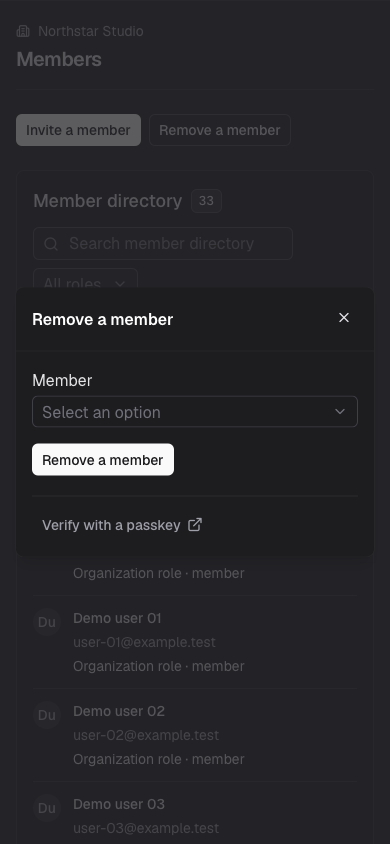 Northstar Studio
Members
Invite a member
Remove a member
Member directory
33
Search member directory
All roles
Remove a member
Member
Select an option
Remove a member
Verify with a passkey
Organization role · member
Du
Demo user 01
user-01@example.test
Organization role · member
Du
Demo user 02
user-02@example.test
Organization role · member
Du
Demo user 03
user-03@example.test